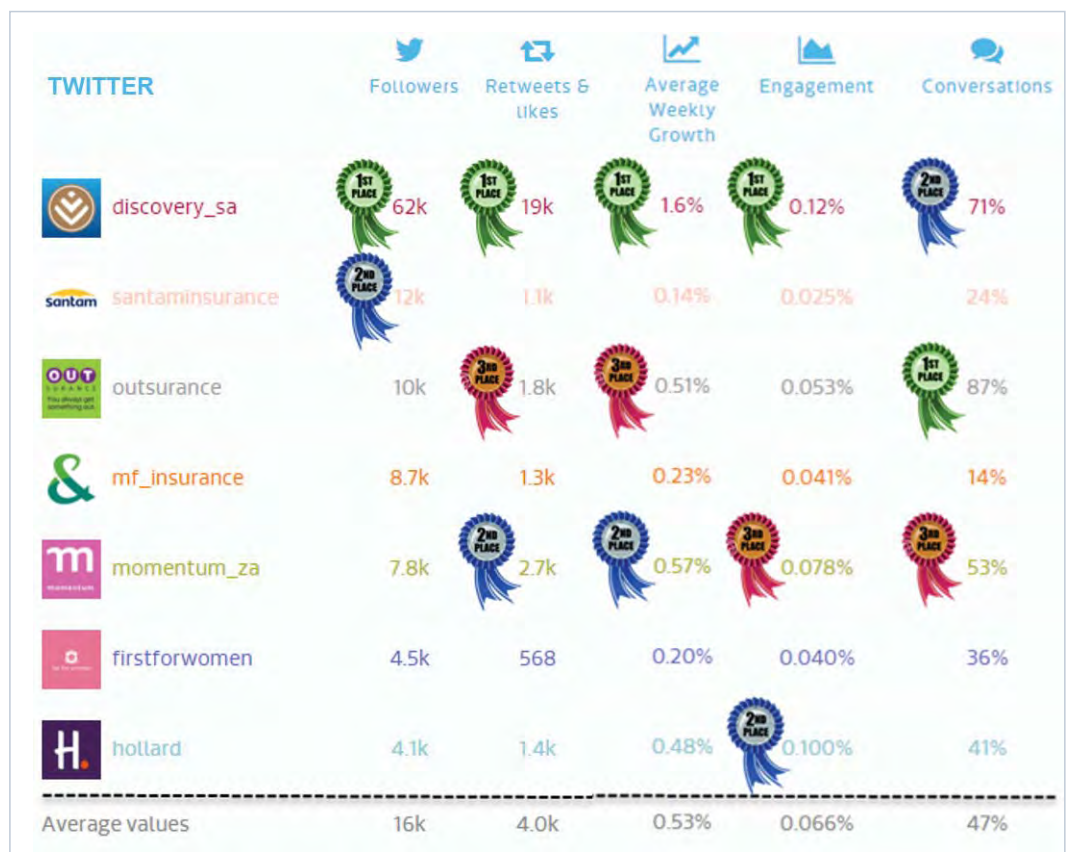 TWITTER
Followers
Retweets &
likes
Average
Weekly
Growth
Engagement
Conversations
discovery_sa
1ST
PLACE
62k
1ST
PLACE
19k
1ST
PLACE
1.6%
1ST
PLACE
0.12%
2ND
PLACE
71%
santam
santaminsurance
2ND
PLACE
12k
1.1k
0.14%
0.025%
24%
OUT
SURANCE
You always get
something out
outsurance
10k
3RD
PLACE
1.8k
3RD
PLACE
0.51%
0.053%
1ST
PLACE
87%
&
mf_insurance
8.7k
1.3k
0.23%
0.041%
14%
m
momentum
momentum_za
7.8k
2ND
PLACE
2.7k
2ND
PLACE
0.57%
3RD
PLACE
0.078%
3RD
PLACE
53%
firstforwomen
4.5k
568
0.20%
0.040%
36%
H.
hollard
4.1k
1.4k
0.48%
2ND
PLACE
0.100%
41%
Average values
16k
4.0k
0.53%
0.066%
47%